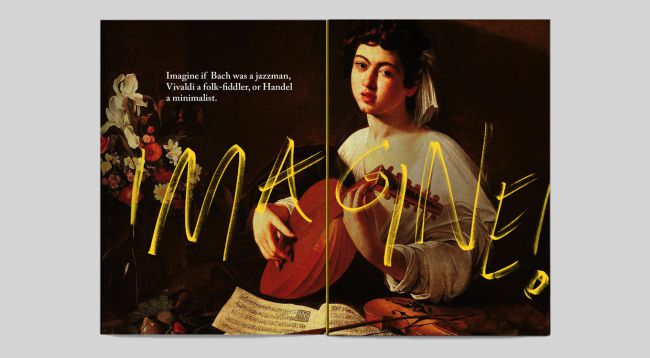 Imagine if Bach was a jazzman,
Vivaldi a folk-fiddler, or Handel
a minimalist.
IMAGINE!